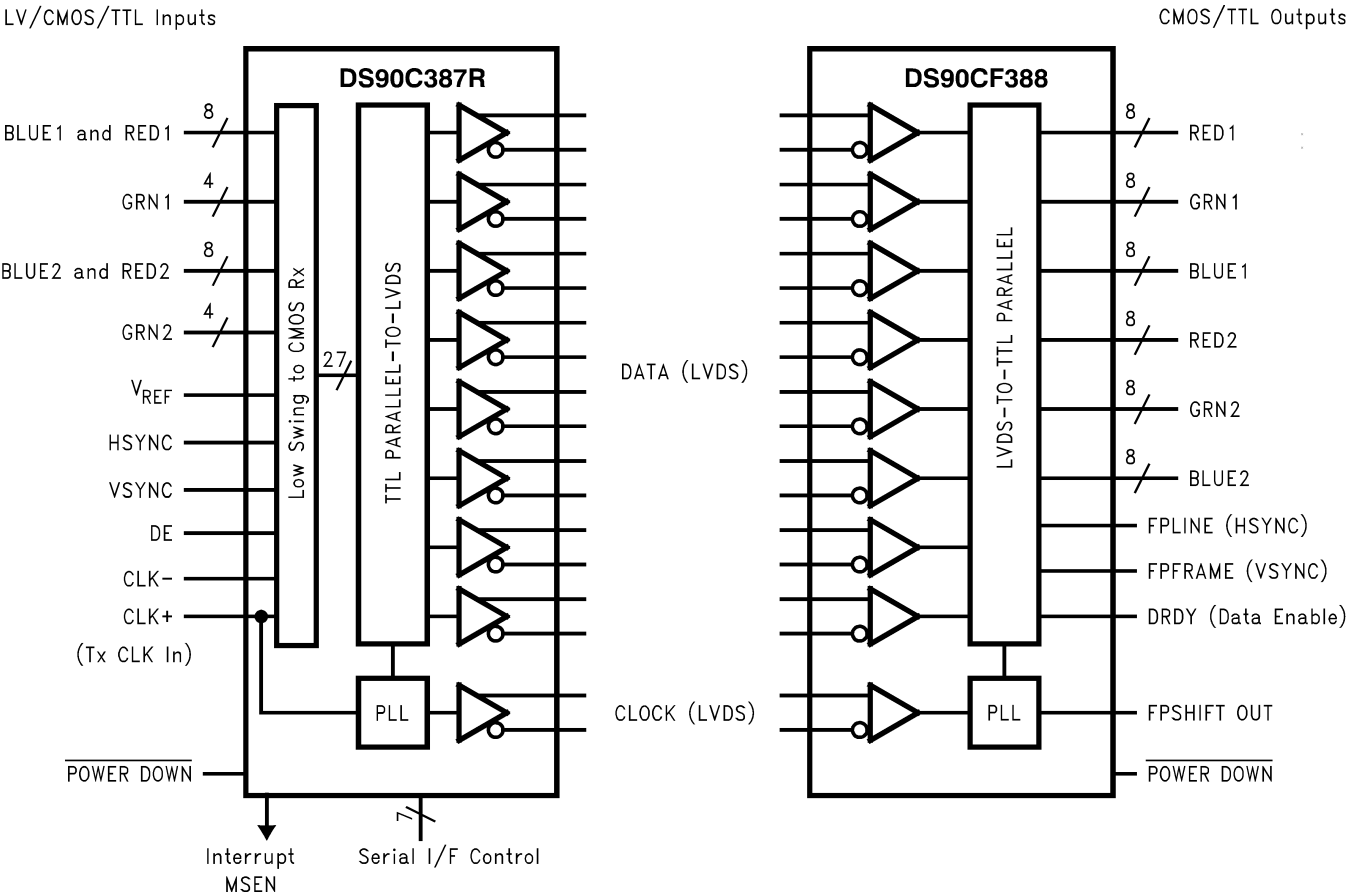 LV/CMOS/TTL Inputs
CMOS/TTL Outputs
DS90C387R
BLUE1 and RED1
8
GRN1
4
BLUE2 and RED2
8
GRN2
4
VREF
HSYNC
VSYNC
DE
CLK-
CLK+
(Tx CLK In)
POWER DOWN
Low Swing to CMOS Rx
27
TTL PARALLEL-TO-LVDS
PLL
Interrupt
MSEN
7
Serial I/F Control
DATA (LVDS)
CLOCK (LVDS)
DS90CF388
LVDS-TO-TTL PARALLEL
PLL
8
RED1
8
GRN1
8
BLUE1
8
RED2
8
GRN2
8
BLUE2
FPLINE (HSYNC)
FPFRAME (VSYNC)
DRDY (Data Enable)
FPSHIFT OUT
POWER DOWN